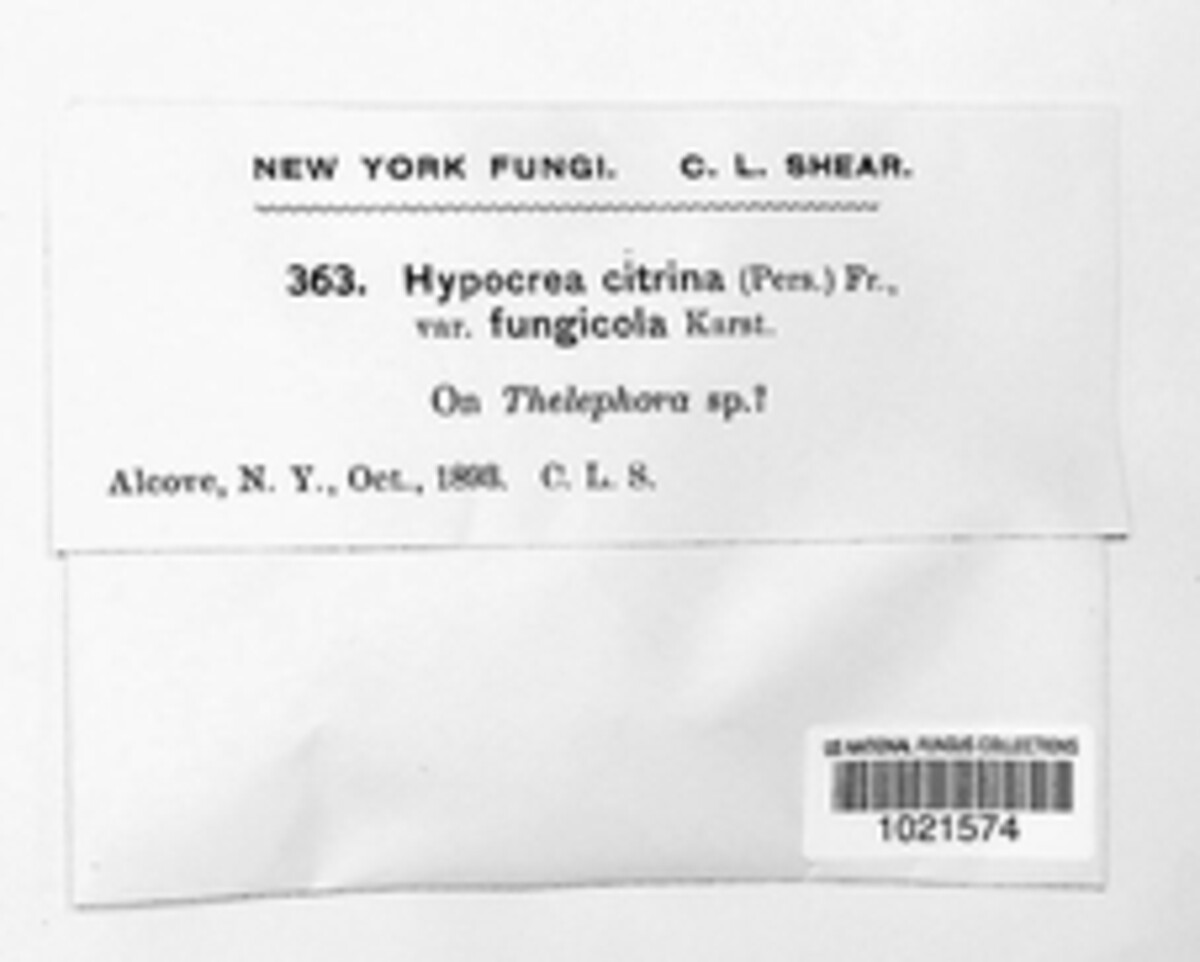 NEW YORK FUNGI. C. L. SHEAR.
363. Hypocrea citrina (Pers.) Fr.,
var. fungicola Karst.
On Thelephora sp.?
Alcove, N. Y., Oct., 1893. C. L. S.
US NATIONAL FUNGUS COLLECTIONS
1021574